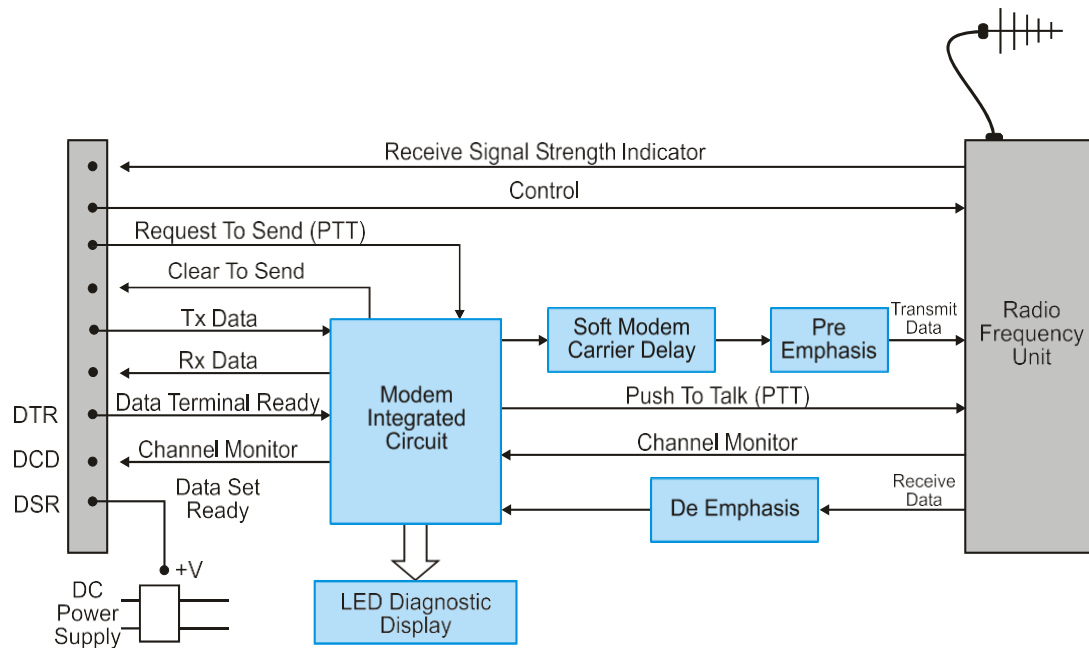 Receive Signal Strength Indicator
Control
Request To Send (PTT)
Clear To Send
Tx Data
Rx Data
DTR
Data Terminal Ready
DCD
Channel Monitor
DSR
Data Set
Ready
+V
DC
Power
Supply
Modem
Integrated
Circuit
LED Diagnostic
Display
Soft Modem
Carrier Delay
Pre
Emphasis
Transmit
Data
Push To Talk (PTT)
Channel Monitor
De Emphasis
Receive
Data
Radio
Frequency
Unit